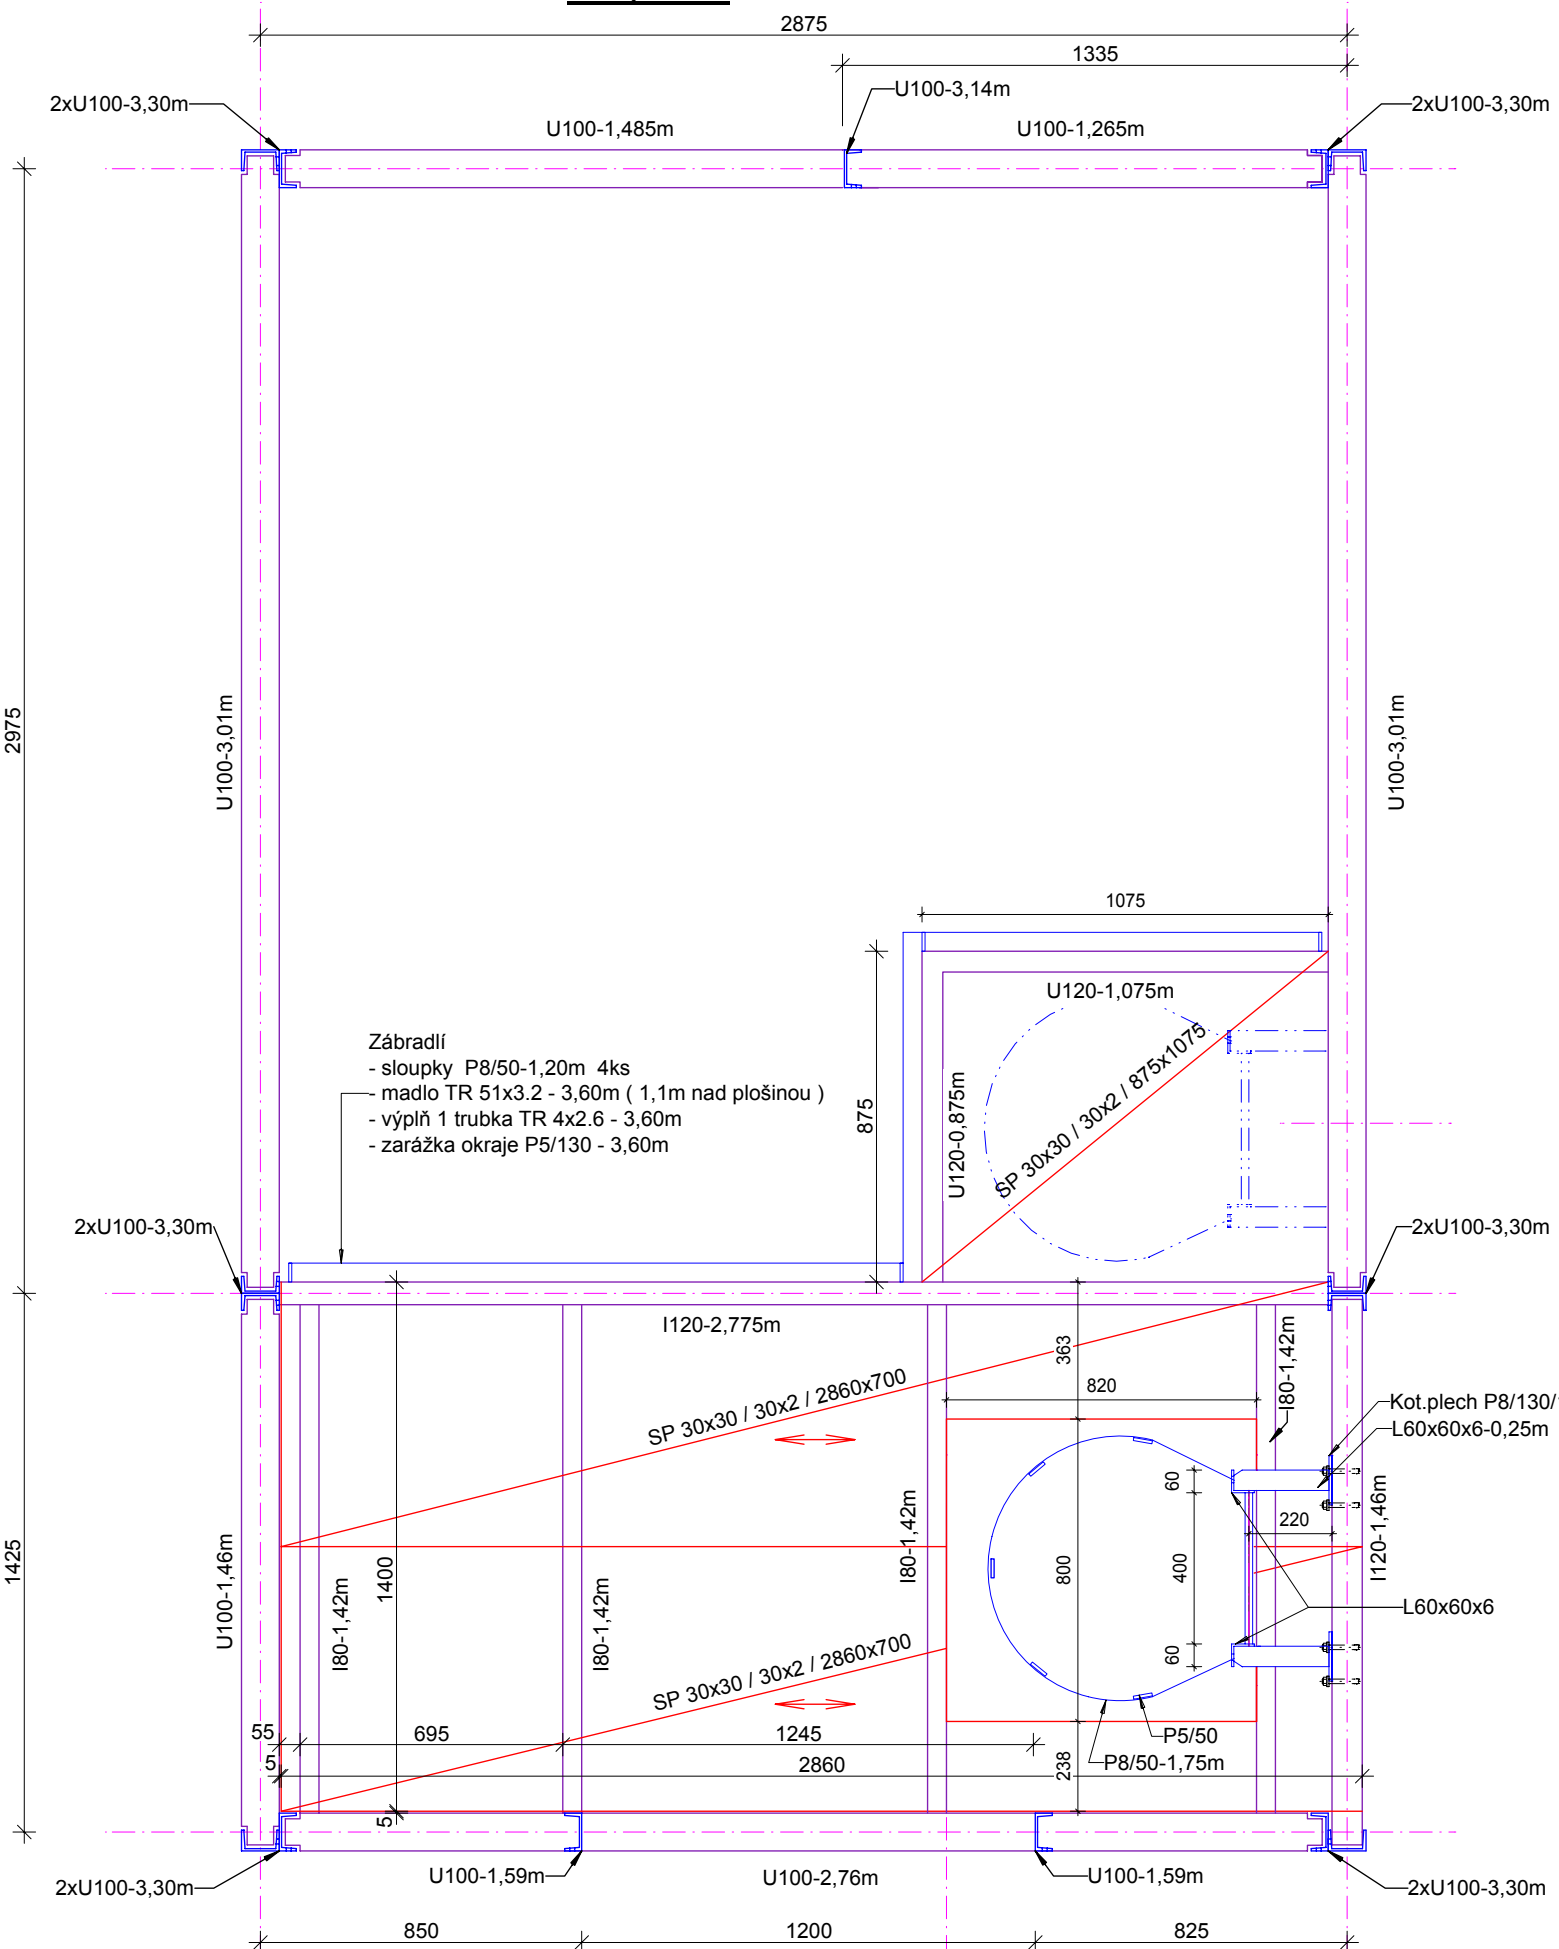 2875
1335
2xU100-3,30m
U100-3,14m
2xU100-3,30m
U100-1,485m
U100-1,265m
2975
U100-3,01m
U100-3,01m
1075
U120-1,075m
875
U120-0,875m
SP 30x30 / 30x2 / 875x1075
Zábradlí
- sloupky P8/50-1,20m 4ks
- madlo TR 51x3.2 - 3,60m ( 1,1m nad plošinou )
- výplň 1 trubka TR 4x2.6 - 3,60m
- zarážka okraje P5/130 - 3,60m
2xU100-3,30m
2xU100-3,30m
I120-2,775m
363
I80-1,42m
820
SP 30x30 / 30x2 / 2860x700
Kot.plech P8/130/
L60x60x6-0,25m
60
I80-1,42m
220
I120-1,46m
1425
U100-1,46m
I80-1,42m
1400
I80-1,42m
800
400
L60x60x6
60
SP 30x30 / 30x2 / 2860x700
55
695
1245
P5/50
5
2860
238
P8/50-1,75m
5
2xU100-3,30m
U100-1,59m
U100-2,76m
U100-1,59m
2xU100-3,30m
850
1200
825